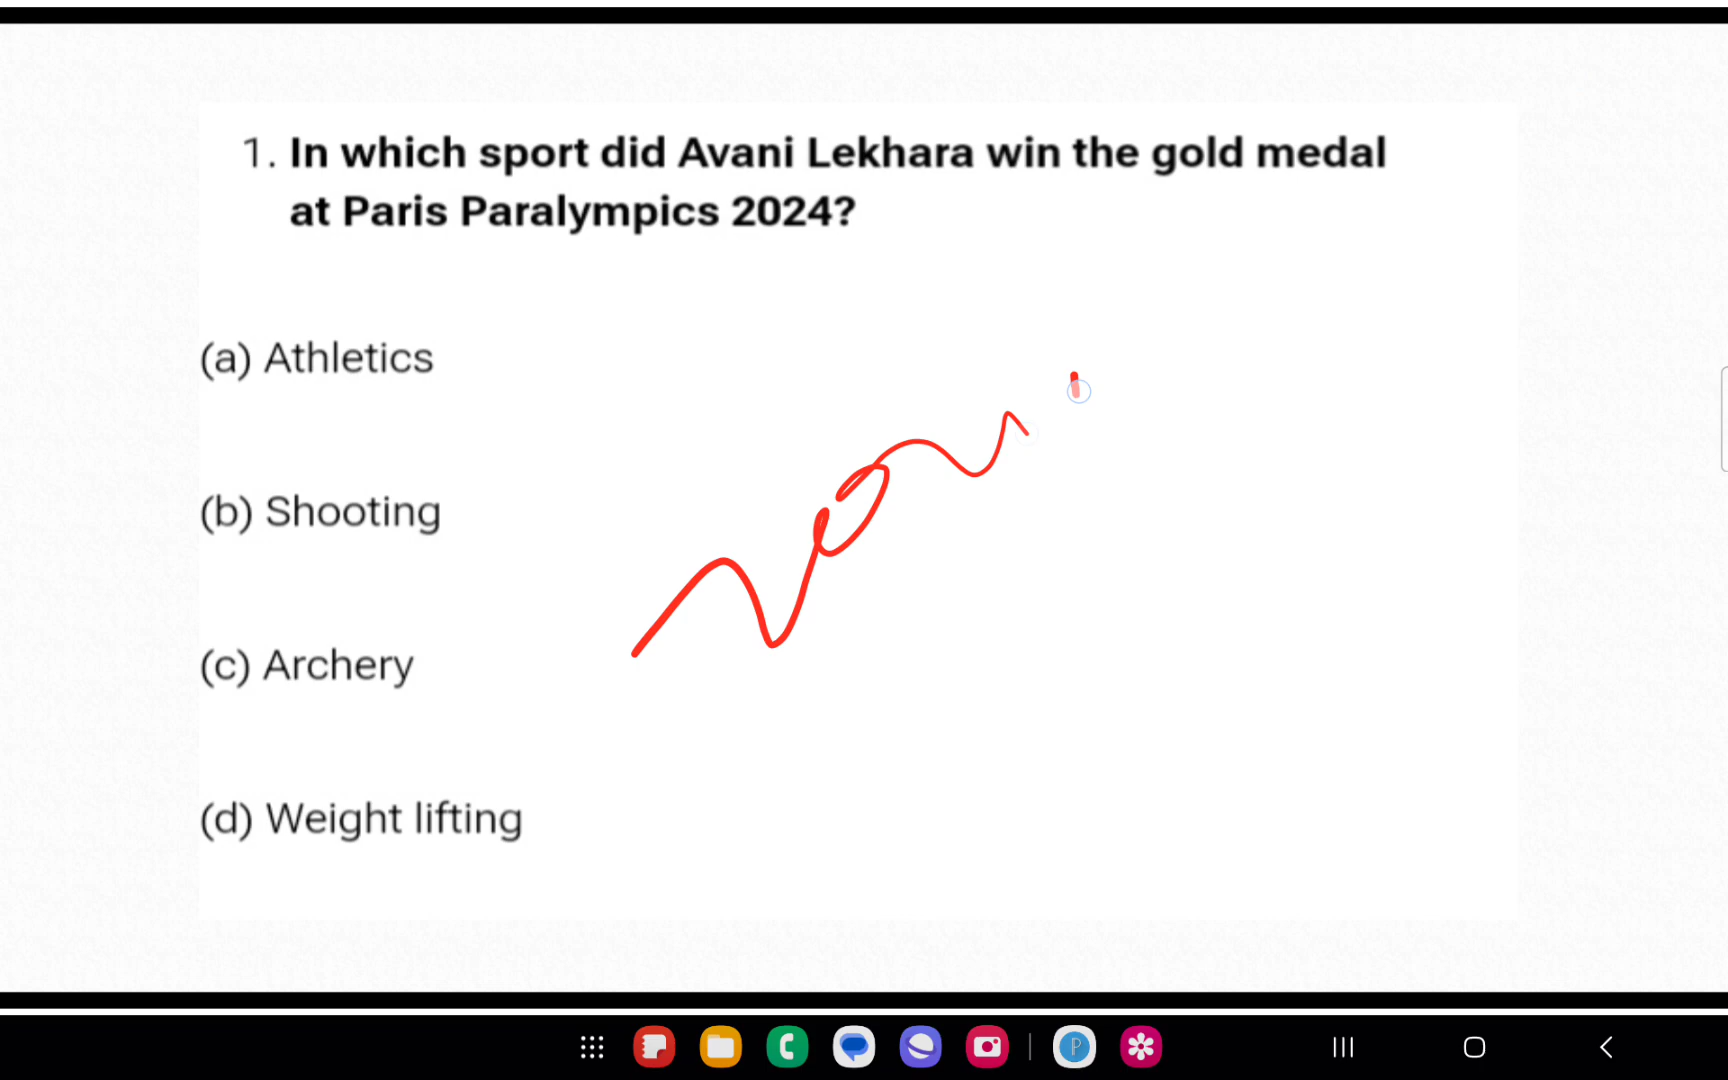 1. In which sport did Avani Lekhara win the gold medal
at Paris Paralympics 2024?
(a) Athletics
(b) Shooting
(c) Archery
(d) Weight lifting